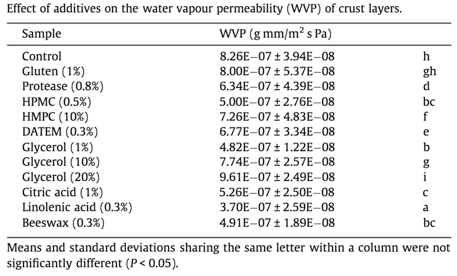 Effect of additives on the water vapour permeability (WVP) of crust layers.
Sample WVP (g mm/m² s Pa)
Control 8.26E−07 ± 3.94E−08 h
Gluten (1%) 8.00E−07 ± 5.37E−08 gh
Protease (0.8%) 6.34E−07 ± 4.39E−08 d
HPMC (0.5%) 5.00E−07 ± 2.76E−08 bc
HMPC (10%) 7.26E−07 ± 4.83E−08 f
DATEM (0.3%) 6.77E−07 ± 3.34E−08 e
Glycerol (1%) 4.82E−07 ± 1.22E−08 b
Glycerol (10%) 7.74E−07 ± 2.57E−08 g
Glycerol (20%) 9.61E−07 ± 2.49E−08 i
Citric acid (1%) 5.26E−07 ± 2.50E−08 c
Linolenic acid (0.3%) 3.70E−07 ± 2.59E−08 a
Beeswax (0.3%) 4.91E−07 ± 1.89E−08 bc
Means and standard deviations sharing the same letter within a column were not
significantly different (P < 0.05).